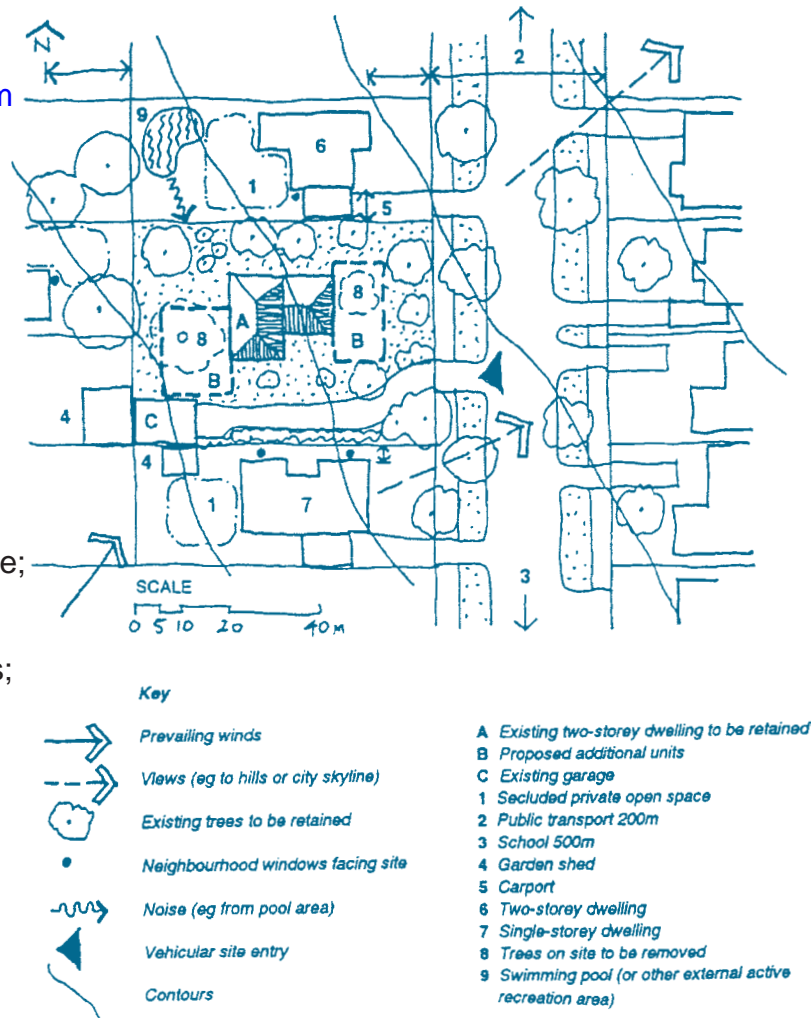 N
2
m
9
6
1
5
8
A
8
B
B
4
C
4
1
7
e;
SCALE
3
0 5 10 20 40 m
s;
Key
Prevailing winds
Views (eg to hills or city skyline)
Existing trees to be retained
Neighbourhood windows facing site
Noise (eg from pool area)
Vehicular site entry
Contours
A Existing two-storey dwelling to be retained
B Proposed additional units
C Existing garage
1 Secluded private open space
2 Public transport 200m
3 School 500m
4 Garden shed
5 Carport
6 Two-storey dwelling
7 Single-storey dwelling
8 Trees on site to be removed
9 Swimming pool (or other external active
recreation area)